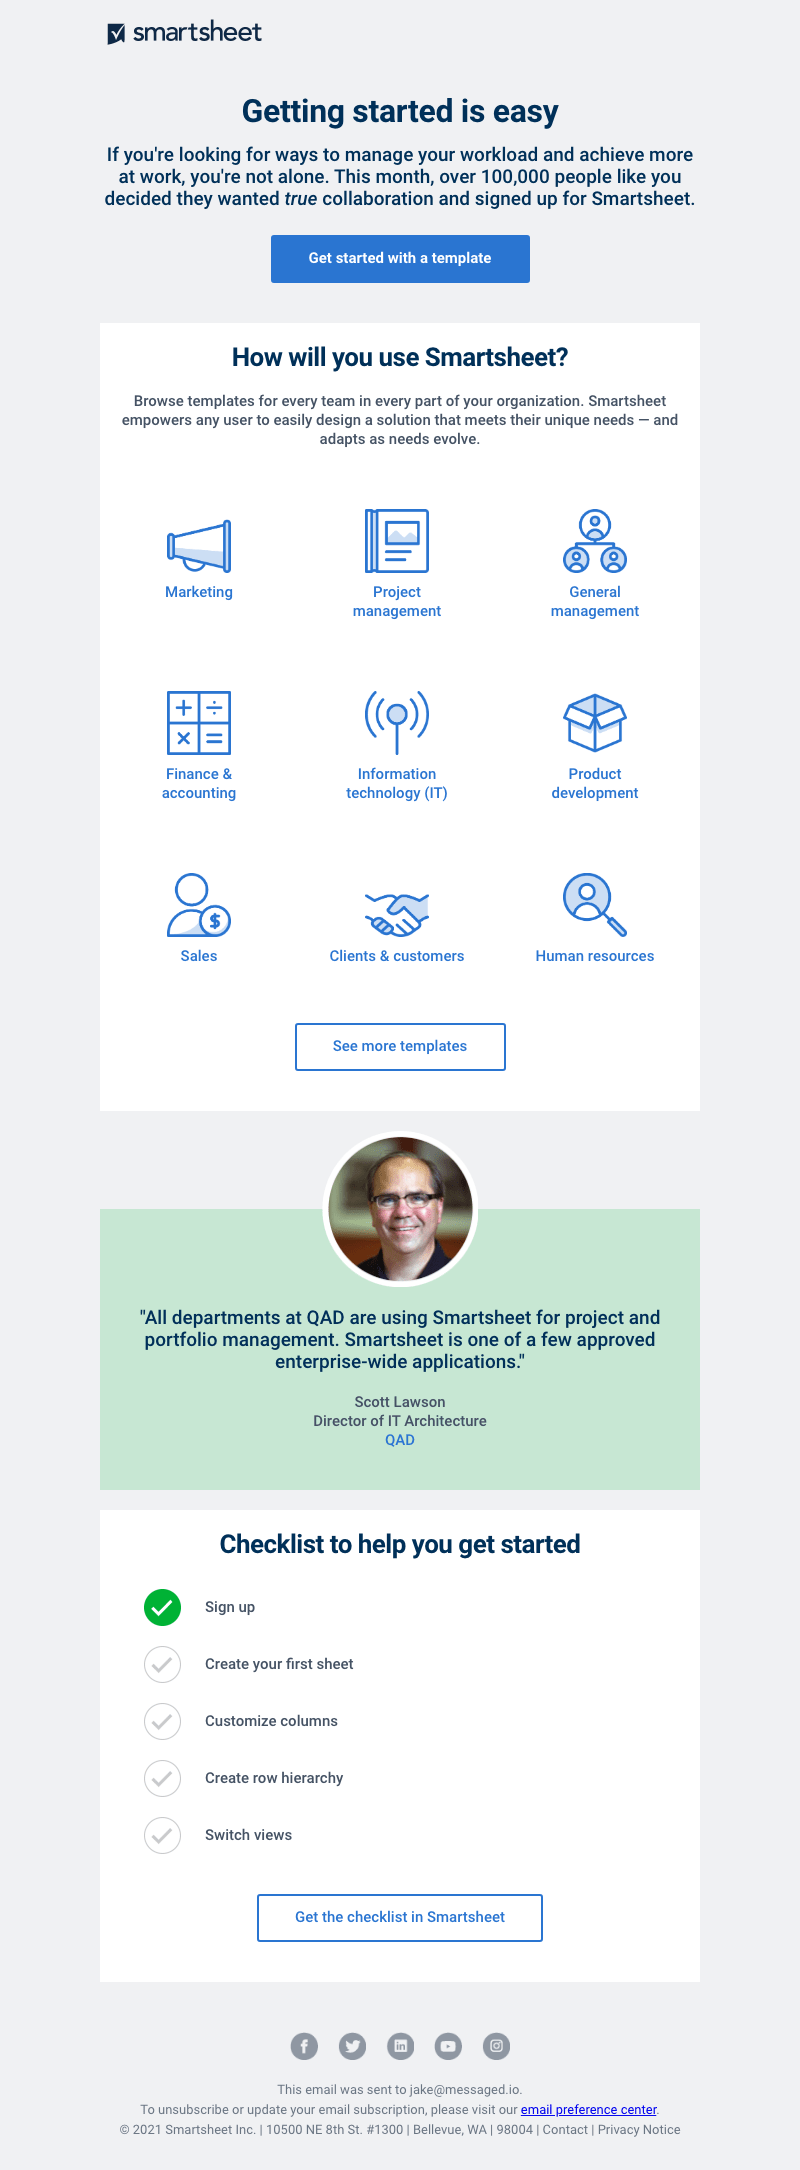 smartsheet
Getting started is easy
If you're looking for ways to manage your workload and achieve more
at work, you're not alone. This month, over 100,000 people like you
decided they wanted true collaboration and signed up for Smartsheet.
Get started with a template
How will you use Smartsheet?
Browse templates for every team in every part of your organization. Smartsheet
empowers any user to easily design a solution that meets their unique needs — and
adapts as needs evolve.
Marketing
Project
management
General
management
Finance &
accounting
Information
technology (IT)
Product
development
Sales
Clients & customers
Human resources
See more templates
"All departments at QAD are using Smartsheet for project and
portfolio management. Smartsheet is one of a few approved
enterprise-wide applications."
Scott Lawson
Director of IT Architecture
QAD
Checklist to help you get started
Sign up
Create your first sheet
Customize columns
Create row hierarchy
Switch views
Get the checklist in Smartsheet
This email was sent to jake@messaged.io.
To unsubscribe or update your email subscription, please visit our email preference center.
© 2021 Smartsheet Inc. | 10500 NE 8th St. #1300 | Bellevue, WA | 98004 | Contact | Privacy Notice